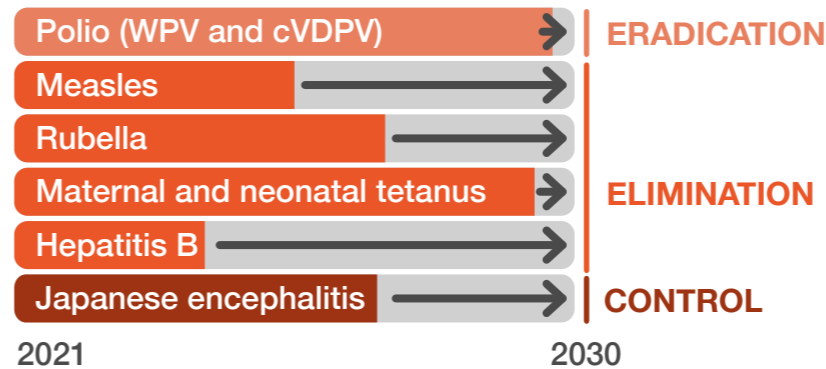 Polio (WPV and cVDPV)
ERADICATION
Measles
Rubella
Maternal and neonatal tetanus
ELIMINATION
Hepatitis B
Japanese encephalitis
CONTROL
2021
2030